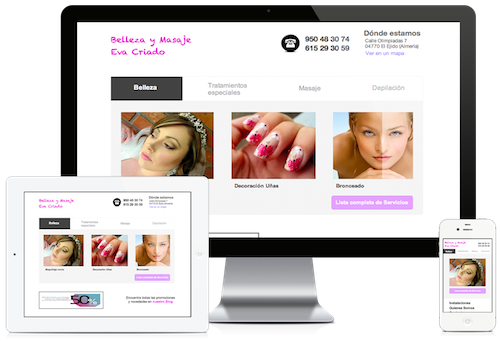 Belleza y Masaje
Eva Criado
950 48 30 74
615 29 30 59
Dónde estamos
Calle Olimpiadas 7
04770 El Ejido (Almería)
Ver en un mapa
Belleza
Tratamientos
especiales
Masaje
Depilación
Decoración Uñas
Bronceado
Lista completa de Servicios
Belleza y Masaje
Eva Criado
950 48 30 74
615 29 30 59
Dónde estamos
Belleza
Tratamientos
especiales
Masaje
Depilación
Decoración Uñas
Bronceado
50%
Encuentra todas las promociones
y novedades en nuestro Blog
Belleza y Masaje
Eva Criado
Instalaciones
Quienes Somos